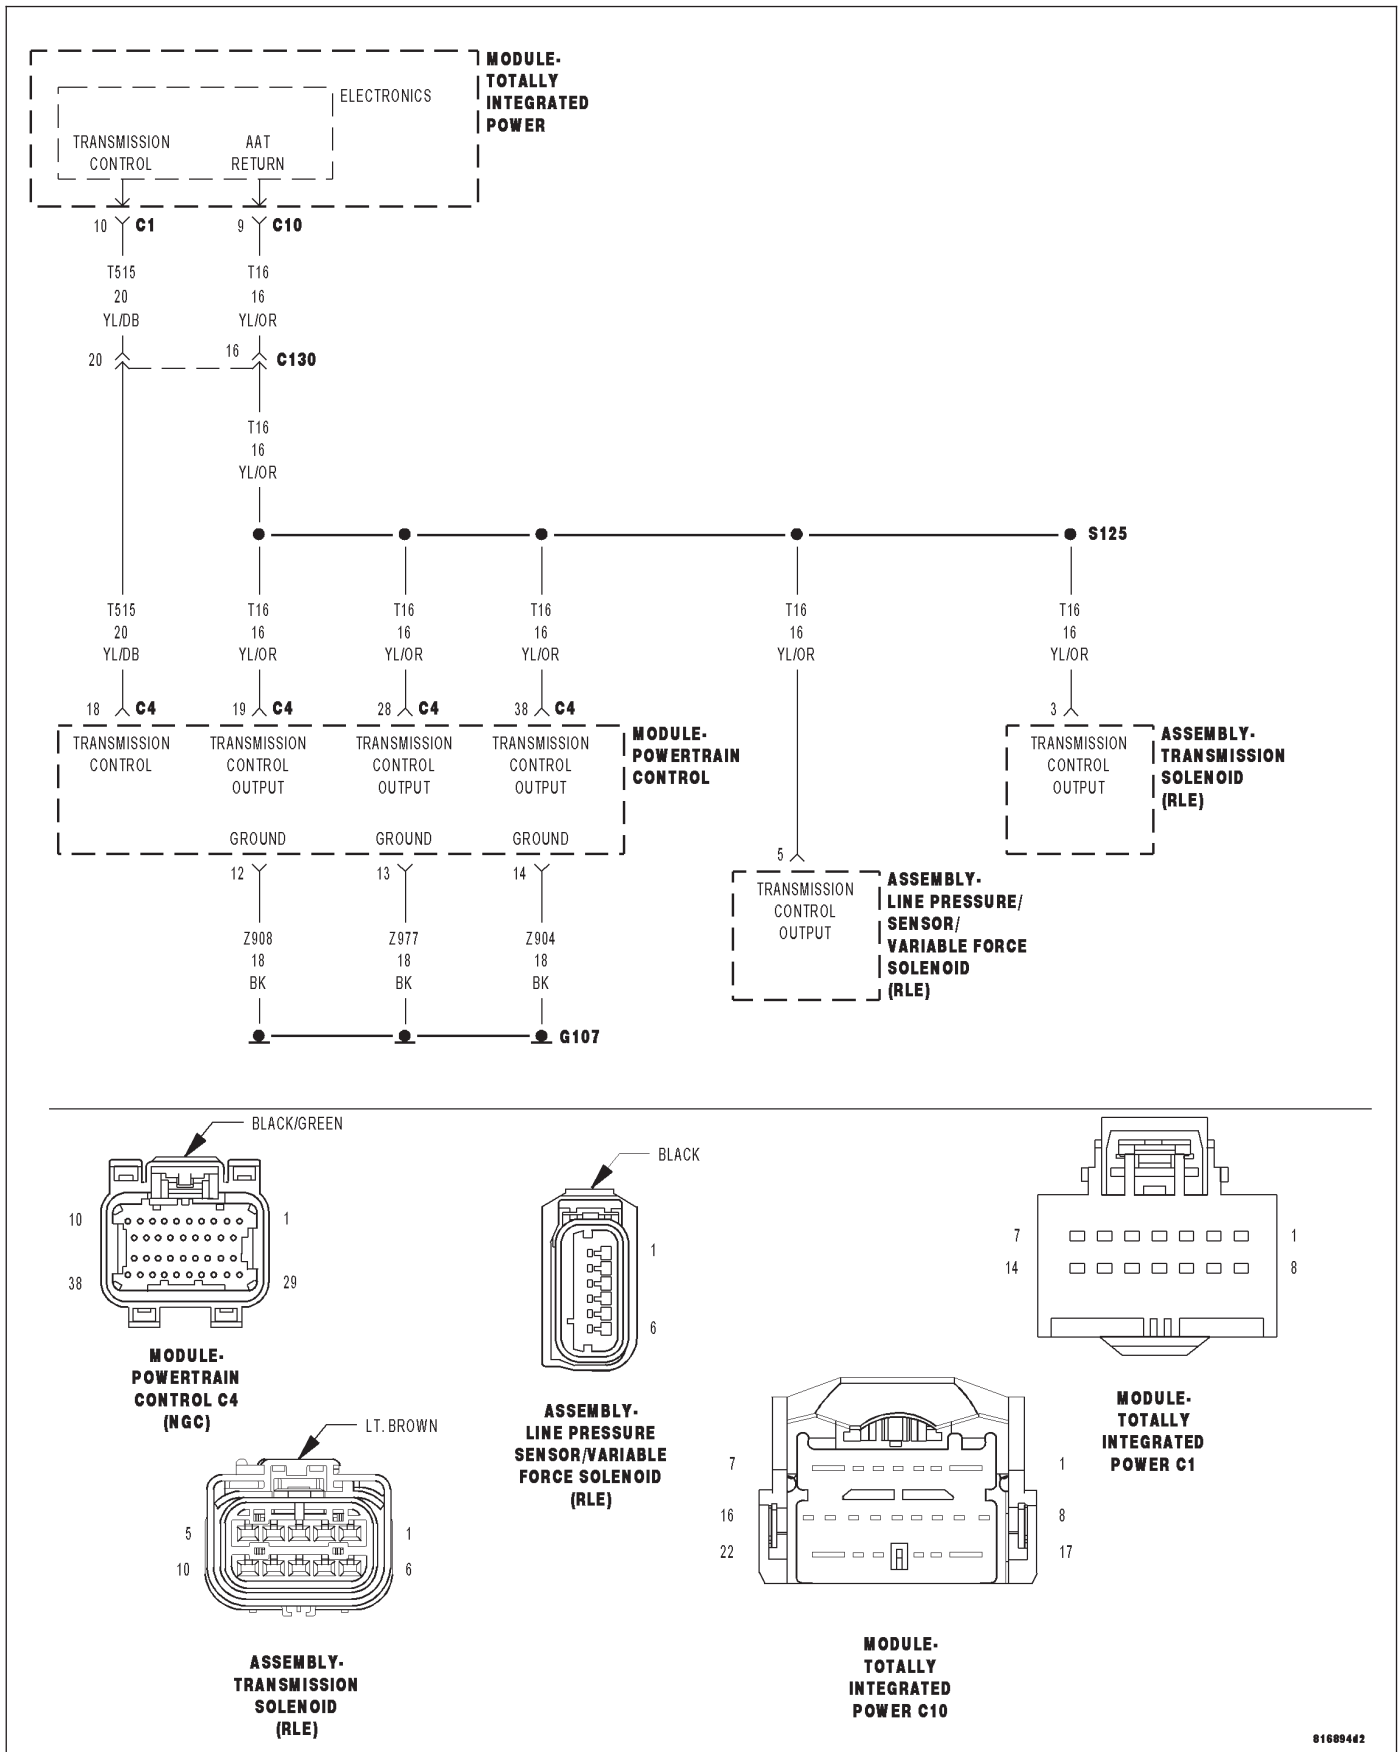 MODULE-
TOTALLY
INTEGRATED
POWER
ELECTRONICS
TRANSMISSION
CONTROL
AAT
RETURN
10 C1
9 C10
T515
20
YL/DB
T16
16
YL/OR
20
16
C130
T16
16
YL/OR
S125
T515
20
YL/DB
T16
16
YL/OR
T16
16
YL/OR
T16
16
YL/OR
T16
16
YL/OR
T16
16
YL/OR
18 C4
19 C4
28 C4
38 C4
3
TRANSMISSION
CONTROL
TRANSMISSION
CONTROL
OUTPUT
TRANSMISSION
CONTROL
OUTPUT
TRANSMISSION
CONTROL
OUTPUT
MODULE-
POWERTRAIN
CONTROL
TRANSMISSION
CONTROL
OUTPUT
ASSEMBLY-
TRANSMISSION
SOLENOID
(RLE)
GROUND
GROUND
GROUND
12
13
14
5
TRANSMISSION
CONTROL
OUTPUT
ASSEMBLY-
LINE PRESSURE/
SENSOR/
VARIABLE FORCE
SOLENOID
(RLE)
Z908
18
BK
Z977
18
BK
Z904
18
BK
G107
BLACK/GREEN
10
1
38
29
MODULE-
POWERTRAIN
CONTROL C4
(NGC)
BLACK
1
6
ASSEMBLY-
LINE PRESSURE
SENSOR/VARIABLE
FORCE SOLENOID
(RLE)
7
1
14
8
MODULE-
TOTALLY
INTEGRATED
POWER C1
LT. BROWN
5
1
10
6
ASSEMBLY-
TRANSMISSION
SOLENOID
(RLE)
7
1
16
8
22
17
MODULE-
TOTALLY
INTEGRATED
POWER C10
816894d2